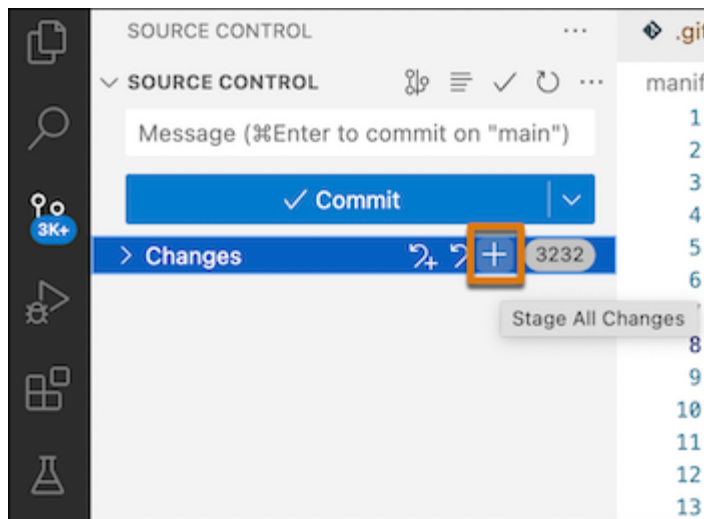 SOURCE CONTROL
SOURCE CONTROL
Message (⌘Enter to commit on "main")
Commit
3K+
Changes
3232
Stage All Changes
.git
manif
1
2
3
4
5
6
8
9
10
11
12
13